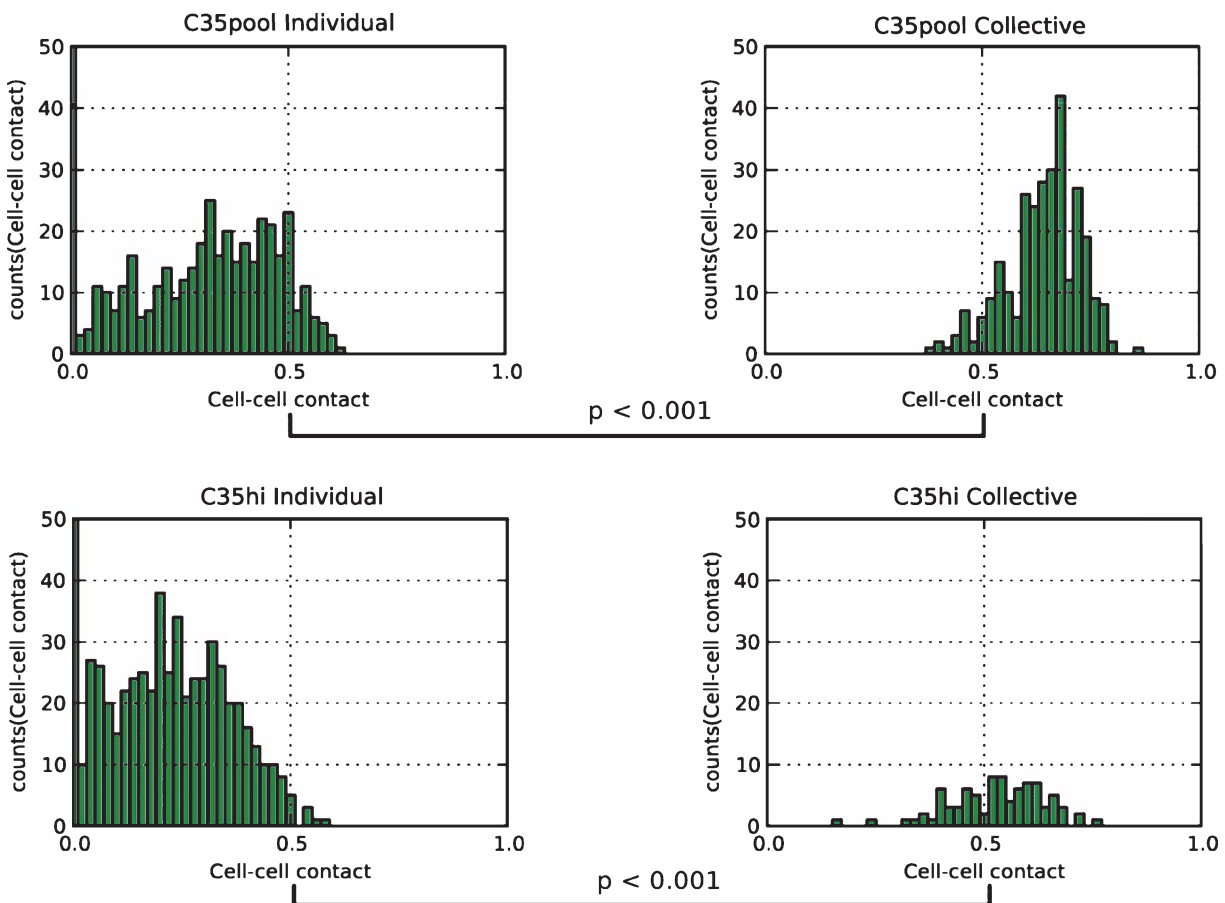 C35pool Individual
C35pool Collective
counts(Cell-cell contact)
50
40
30
20
10
0
0.0
0.5
1.0
Cell-cell contact
counts(Cell-cell contact)
50
40
30
20
10
0
0.0
0.5
1.0
Cell-cell contact
p < 0.001
C35hi Individual
C35hi Collective
counts(Cell-cell contact)
50
40
30
20
10
0
0.0
0.5
1.0
Cell-cell contact
counts(Cell-cell contact)
50
40
30
20
10
0
0.0
0.5
1.0
Cell-cell contact
p < 0.001